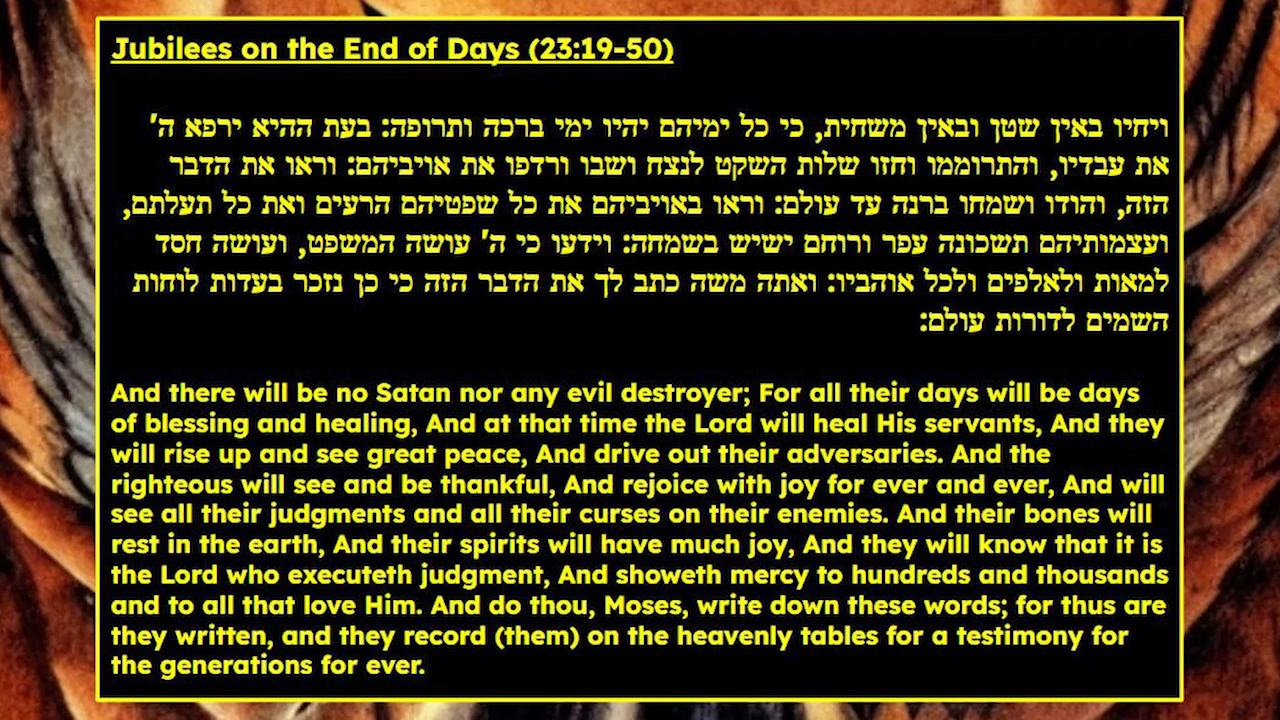 Jubilees on the End of Days (23:19-50)
ויחיו באין שטן ובאין משחית, כי כל ימיהם יהיו ימי ברכה ותרופה: בעת ההיא ירפא ה'
את עבדיו, והתרוממו וחזו שלות השקט לנצח ושבו ורדפו את אויביהם: וראו את הדבר
הזה, והודו ושמחו ברנה עד עולם: וראו באויביהם את כל שפטיהם הרעים ואת כל תעלתם,
ועצמותיהם תשכונה עפר ורוחם ישיש בשמחה: וידעו כי ה' עושה המשפט, ועושה חסד
למאות ולאלפים ולכל אוהביו: ואתה משה כתב לך את הדבר הזה כי כן נזכר בעדות לוחות
השמים לדורות עולם:
And there will be no Satan nor any evil destroyer; For all their days will be days
of blessing and healing, And at that time the Lord will heal His servants, And they
will rise up and see great peace, And drive out their adversaries. And the
righteous will see and be thankful, And rejoice with joy for ever and ever, And will
see all their judgments and all their curses on their enemies. And their bones will
rest in the earth, And their spirits will have much joy, And they will know that it is
the Lord who executeth judgment, And showeth mercy to hundreds and thousands
and to all that love Him. And do thou, Moses, write down these words; for thus are
they written, and they record (them) on the heavenly tables for a testimony for
the generations for ever.